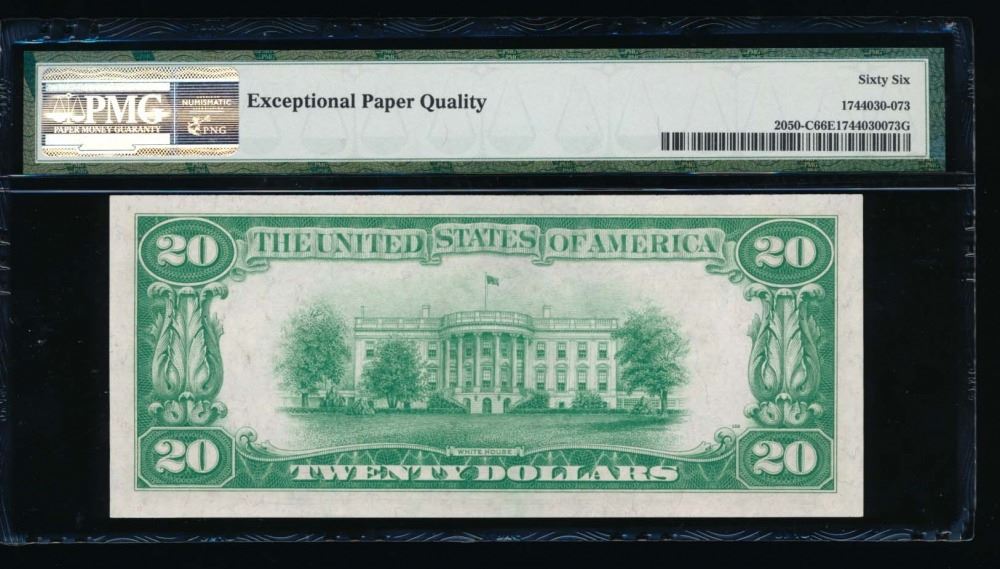 PMG
PAPER MONEY GUARANTY
NUMISMATIC
PNG
Exceptional Paper Quality
Sixty Six
1744030-073
2050-C66E1744030073G
20 THE UNITED STATES OF AMERICA 20
WHITE HOUSE
20 TWENTY DOLLARS 20